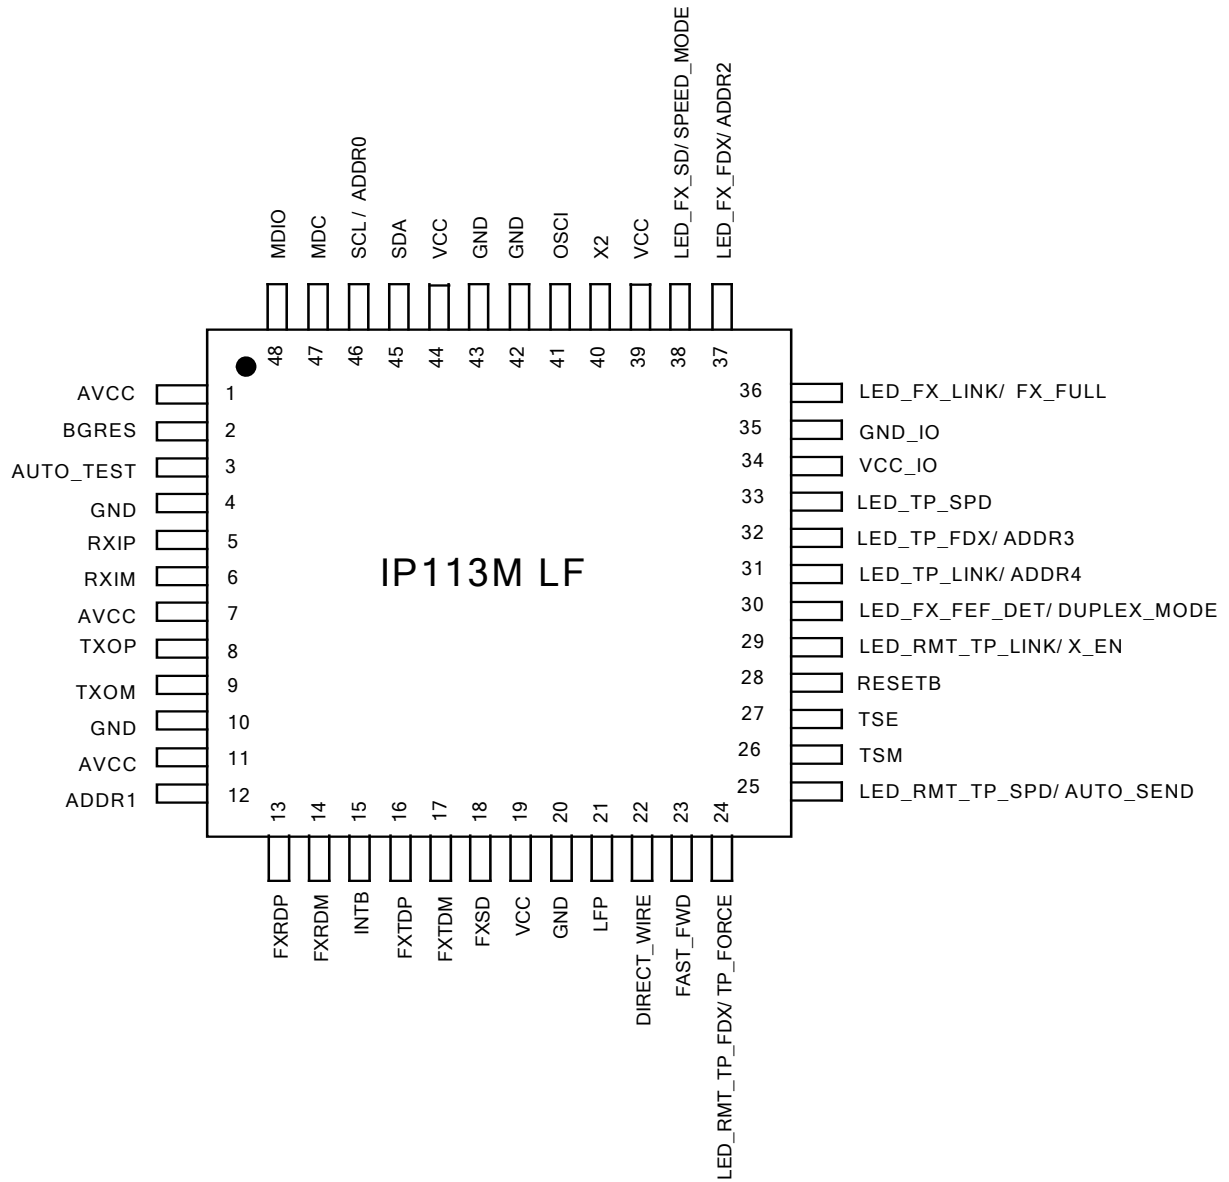 MDIO
MDC
SCL/ ADDR0
SDA
VCC
GND
GND
OSCI
X2
VCC
LED_FX_SD/ SPEED_MODE
LED_FX_FDX/ ADDR2
48
47
46
45
44
43
42
41
40
39
38
37
AVCC 1
BGRES 2
AUTO_TEST 3
GND 4
RXIP 5
RXIM 6
AVCC 7
TXOP 8
TXOM 9
GND 10
AVCC 11
ADDR1 12
IP113M LF
36 LED_FX_LINK/ FX_FULL
35 GND_IO
34 VCC_IO
33 LED_TP_SPD
32 LED_TP_FDX/ ADDR3
31 LED_TP_LINK/ ADDR4
30 LED_FX_FEF_DET/ DUPLEX_MODE
29 LED_RMT_TP_LINK/ X_EN
28 RESETB
27 TSE
26 TSM
25 LED_RMT_TP_SPD/ AUTO_SEND
13
14
15
16
17
18
19
20
21
22
23
24
FXRDP
FXRDM
INTB
FXTDP
FXTDM
FXSD
VCC
GND
LFP
DIRECT_WIRE
FAST_FWD
LED_RMT_TP_FDX/ TP_FORCE